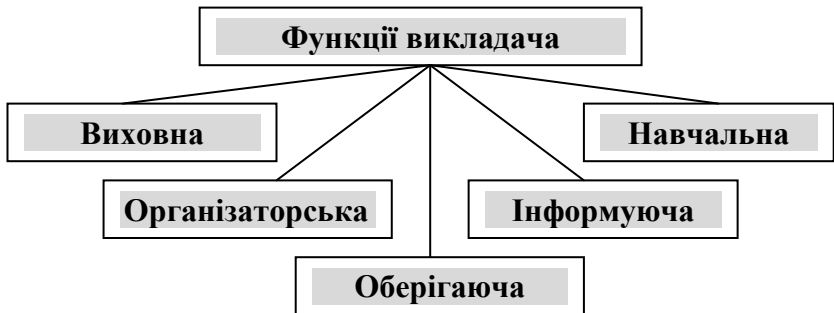 Функції викладача
Виховна
Навчальна
Організаторська
Інформуюча
Оберігаюча